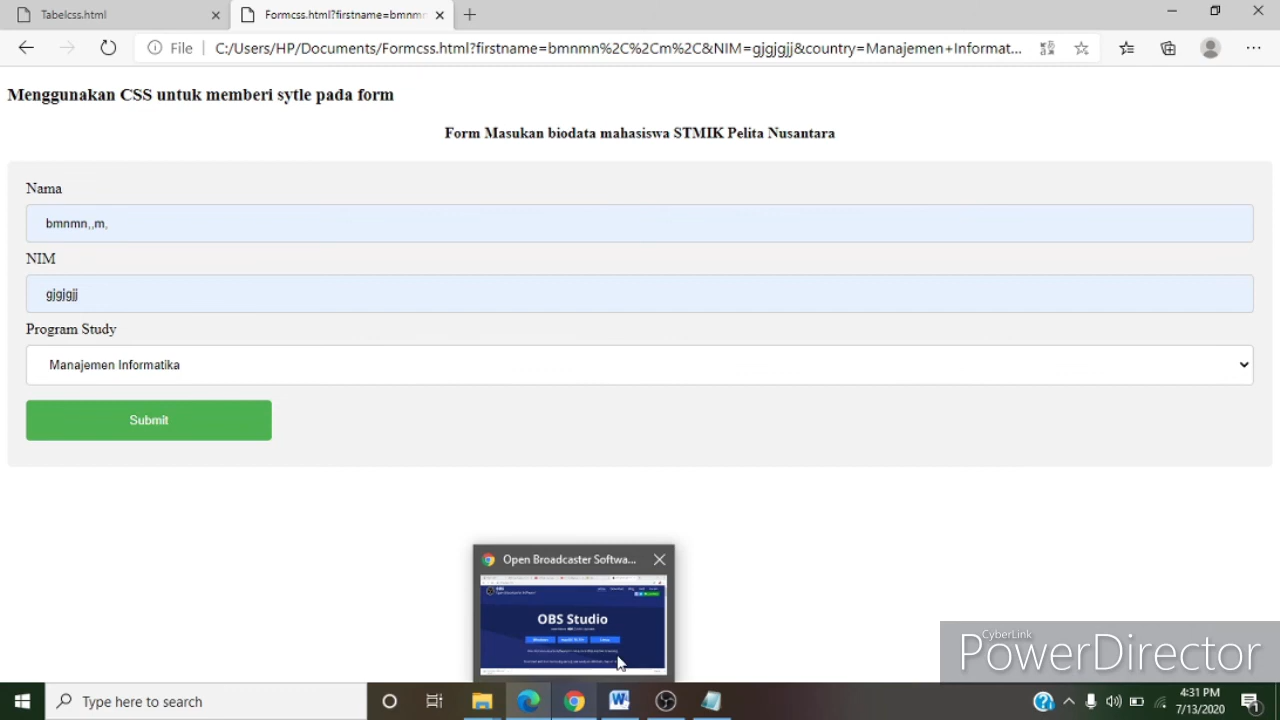 Tabelcss.html
Formcss.html?firstname=bmnmn
File
C:/Users/HP/Documents/Formcss.html?firstname=bmnmn%2C%2Cm%2C&NIM=gjgjgjj&country=Manajemen+Informat...
Menggunakan CSS untuk memberi sytle pada form
Form Masukan biodata mahasiswa STMIK Pelita Nusantara
Nama
bmnmn,,m,
NIM
gjgjgjj
Program Study
Manajemen Informatika
Submit
Open Broadcaster Softwa...
OBS Studio
CyberLink
PowerDirector
Type here to search
4:31 PM
7/13/2020